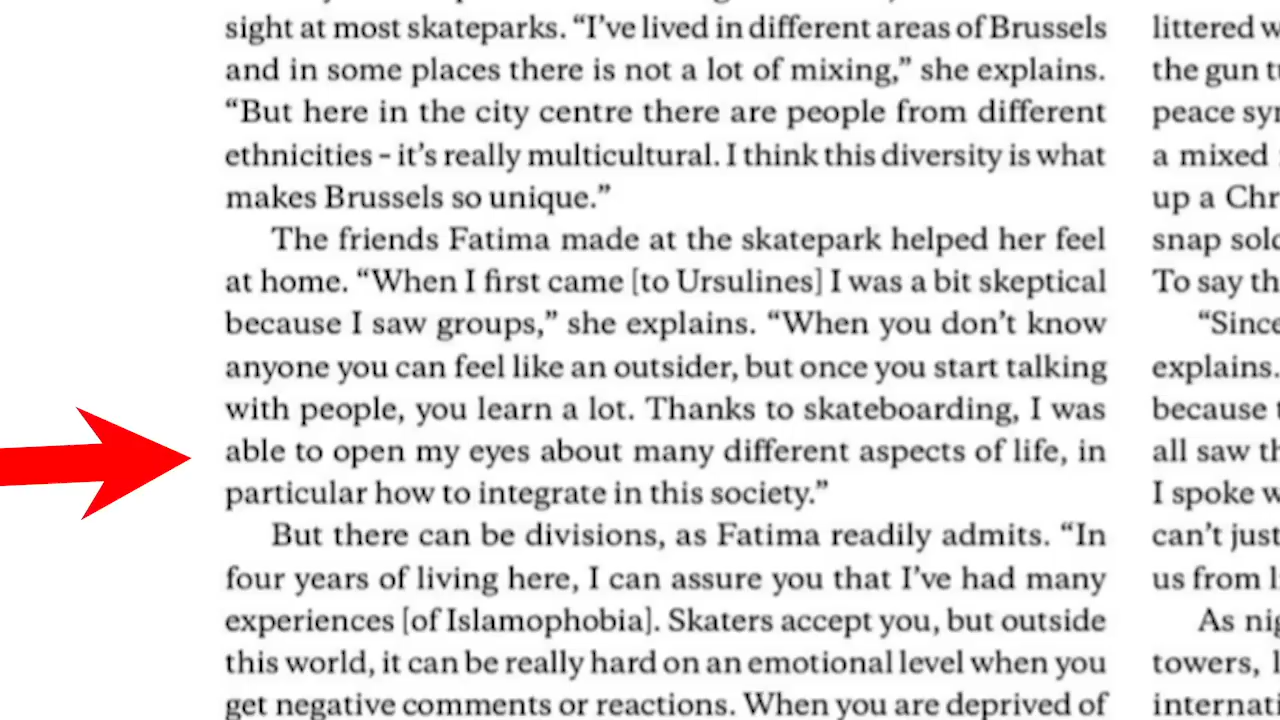 sight at most skateparks. “I’ve lived in different areas of Brussels
and in some places there is not a lot of mixing,” she explains.
“But here in the city centre there are people from different
ethnicities – it’s really multicultural. I think this diversity is what
makes Brussels so unique.”
The friends Fatima made at the skatepark helped her feel
at home. “When I first came [to Ursulines] I was a bit skeptical
because I saw groups,” she explains. “When you don’t know
anyone you can feel like an outsider, but once you start talking
with people, you learn a lot. Thanks to skateboarding, I was
able to open my eyes about many different aspects of life, in
particular how to integrate in this society.”
But there can be divisions, as Fatima readily admits. “In
four years of living here, I can assure you that I’ve had many
experiences [of Islamophobia]. Skaters accept you, but outside
this world, it can be really hard on an emotional level when you
get negative comments or reactions. When you are deprived of
littered
the gun
peace
a mixed
up a
snap
To say
“Since
explains.
because
all saw
I spoke
can’t just
us from
As
towers,